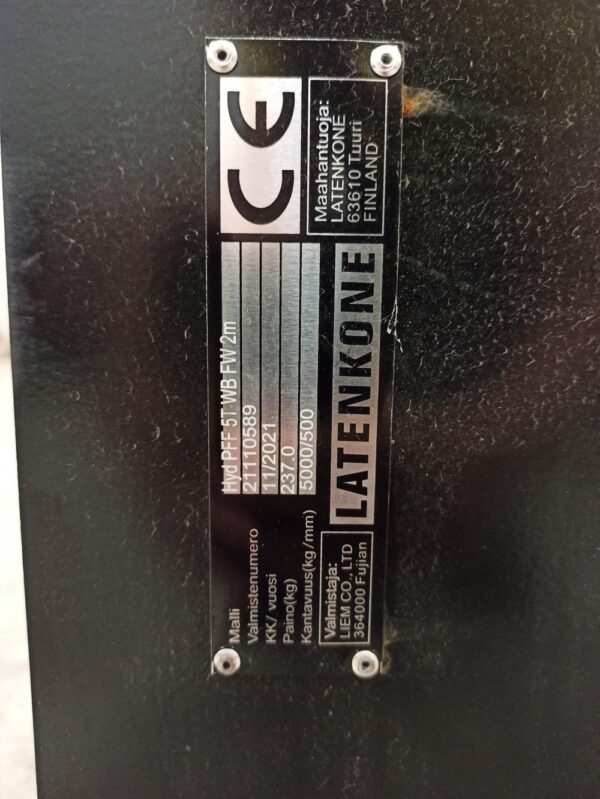 Malli Hyd PFF 5T WB FW 2m
Valmistenumero 21110589
KK/ vuosi 11/2021
Paino(kg) 237.0
Kantavuus(kg/mm) 5000/500
CE
Valmistaja:
LIEM CO., LTD
364000 Fujian
LATENKONE
Maahantuoja:
LATENKONE
63610 Tuuri
FINLAND